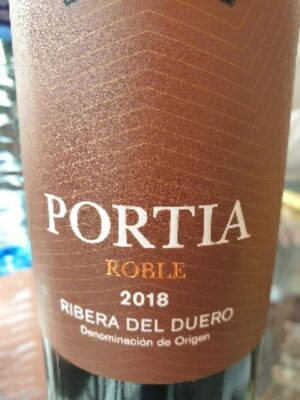 PORTIA
ROBLE
2018
RIBERA DEL DUERO
Denominación de Origen